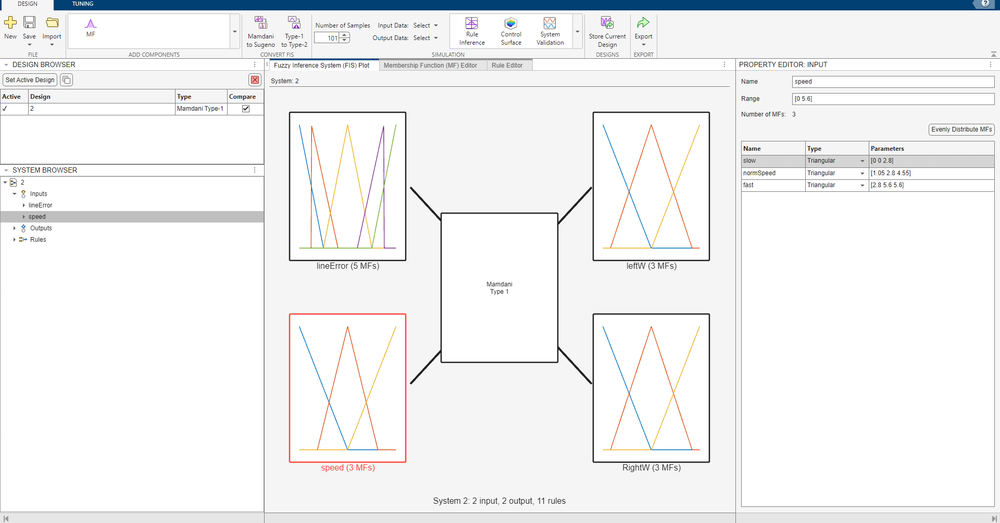 DESIGN TUNING
?
New Save Import
FILE
MF
ADD COMPONENTS
Mamdani to Sugeno
Type-1 to Type-2
CONVERT FIS
Number of Samples Input Data: Select
101 Output Data: Select
Rule Inference
Control Surface
System Validation
SIMULATION
Store Current Design
DESIGNS
Export
EXPORT
DESIGN BROWSER
Set Active Design
Active Design Type Compare
2 Mamdani Type-1
SYSTEM BROWSER
2
Inputs
lineError
speed
Outputs
Rules
Fuzzy Inference System (FIS) Plot Membership Function (MF) Editor Rule Editor
System: 2
lineError (5 MFs)
leftW (3 MFs)
Mamdani
Type 1
speed (3 MFs)
RightW (3 MFs)
System 2: 2 input, 2 output, 11 rules
PROPERTY EDITOR: INPUT
Name speed
Range [0 5.6]
Number of MFs: 3
Evenly Distribute MFs
Name Type Parameters
slow Triangular [0 0 2.8]
normSpeed Triangular [1.05 2.8 4.55]
fast Triangular [2.8 5.6 5.6]